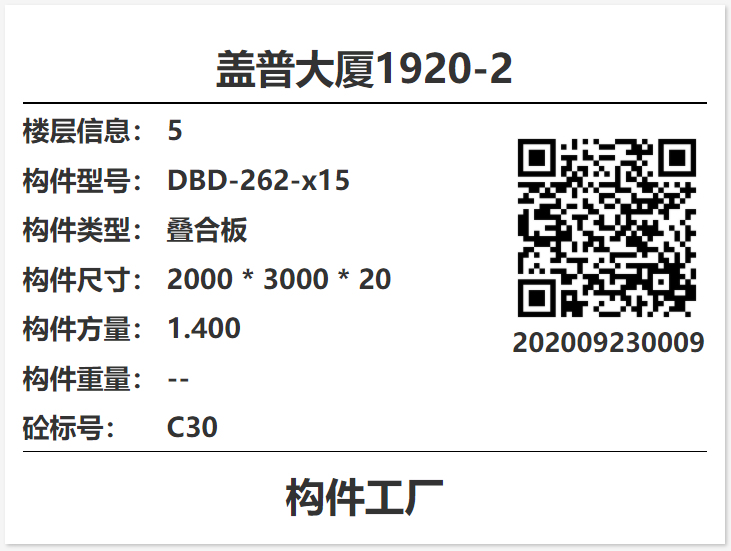 盖普大厦1920-2
楼层信息： 5
构件型号： DBD-262-x15
构件类型： 叠合板
构件尺寸： 2000 * 3000 * 20
构件方量： 1.400
构件重量： --
砼标号： C30
202009230009
构件工厂